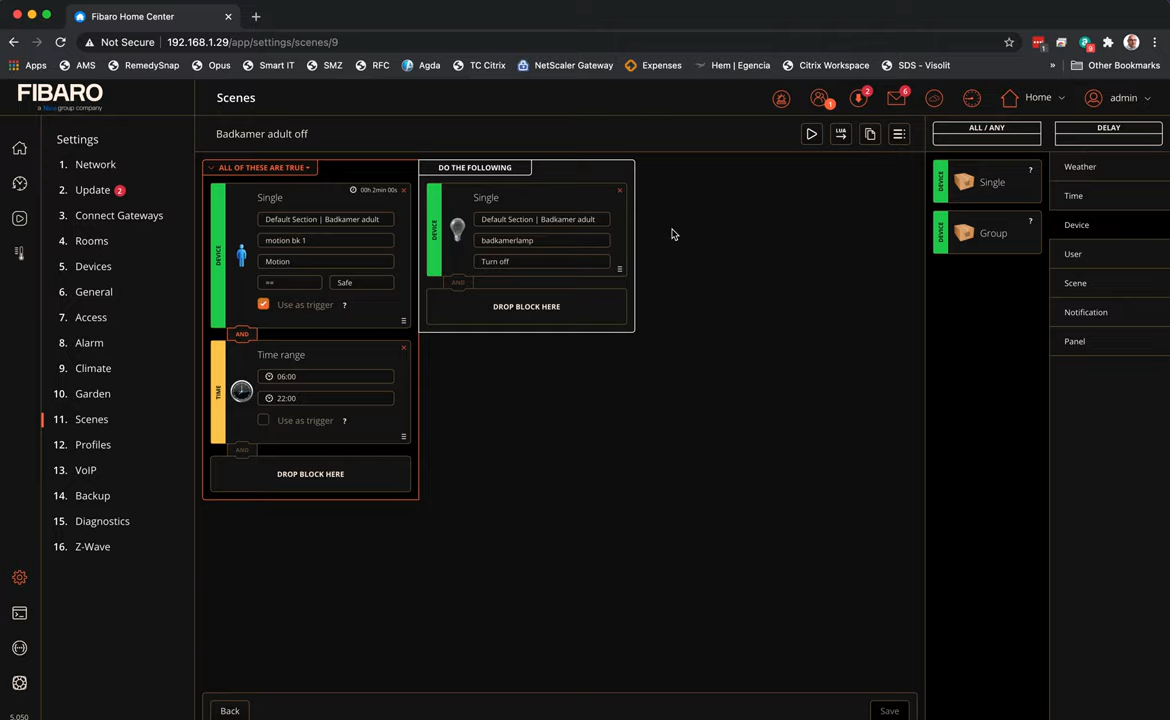 Fibaro Home Center
Not Secure 192.168.1.29/app/settings/scenes/9
1
9
Apps AMS RemedySnap Opus Smart IT SMZ RFC Agda TC Citrix NetScaler Gateway Expenses Hem | Egencia Citrix Workspace SDS - Visolit » Other Bookmarks
FIBARO
a Nice group company
Scenes
1
2
6
Home
admin
Settings
1. Network
2. Update 2
3. Connect Gateways
4. Rooms
5. Devices
6. General
7. Access
8. Alarm
9. Climate
10. Garden
11. Scenes
12. Profiles
13. VoIP
14. Backup
15. Diagnostics
16. Z-Wave
5.050
Badkamer adult off
LUA
ALL OF THESE ARE TRUE
00h 2min 00s
DEVICE
Single
Default Section | Badkamer adult
motion bk 1
Motion
== Safe
Use as trigger ?
AND
TIME
Time range
06:00
22:00
Use as trigger ?
AND
DROP BLOCK HERE
DO THE FOLLOWING
DEVICE
Single
Default Section | Badkamer adult
badkamerlamp
Turn off
AND
DROP BLOCK HERE
Back
Save
ALL / ANY
DELAY
DEVICE
Single
?
DEVICE
Group
?
Weather
Time
Device
User
Scene
Notification
Panel